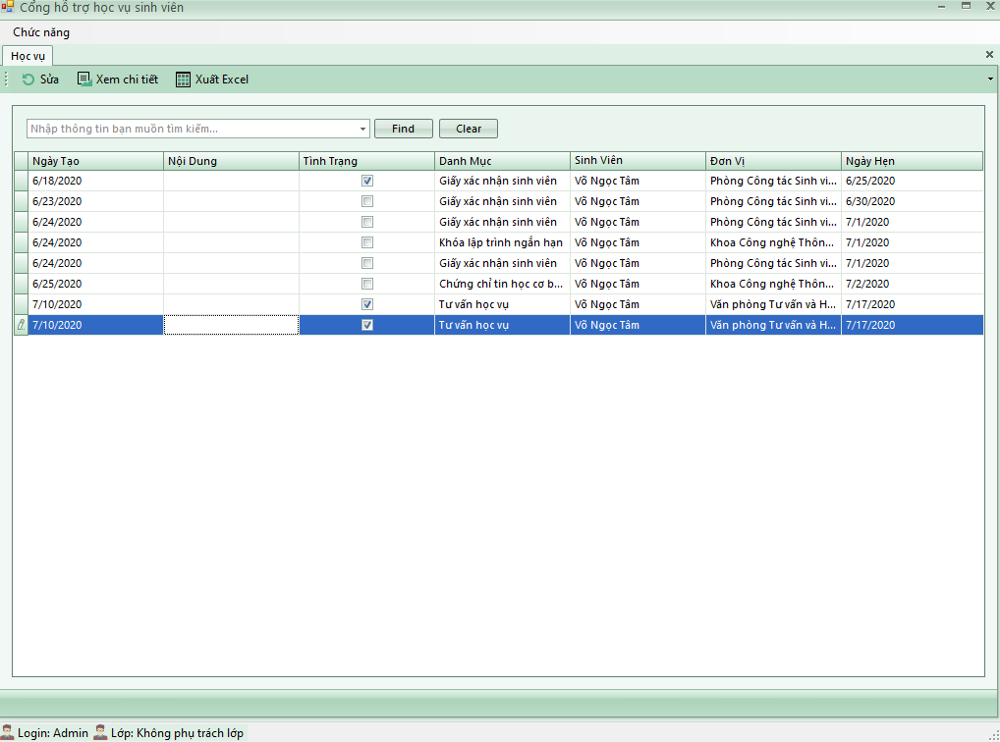 Cổng hỗ trợ học vụ sinh viên
Chức năng
Học vụ
Sửa Xem chi tiết Xuất Excel
Nhập thông tin bạn muốn tìm kiếm... Find Clear
Ngày Tạo Nội Dung Tình Trạng Danh Mục Sinh Viên Đơn Vị Ngày Hẹn
6/18/2020 Giấy xác nhận sinh viên Võ Ngọc Tâm Phòng Công tác Sinh vi... 6/25/2020
6/23/2020 Giấy xác nhận sinh viên Võ Ngọc Tâm Phòng Công tác Sinh vi... 6/30/2020
6/24/2020 Giấy xác nhận sinh viên Võ Ngọc Tâm Phòng Công tác Sinh vi... 7/1/2020
6/24/2020 Khóa lập trình ngắn hạn Võ Ngọc Tâm Khoa Công nghệ Thôn... 7/1/2020
6/24/2020 Giấy xác nhận sinh viên Võ Ngọc Tâm Phòng Công tác Sinh vi... 7/1/2020
6/25/2020 Chứng chỉ tin học cơ b... Võ Ngọc Tâm Khoa Công nghệ Thôn... 7/2/2020
7/10/2020 Tư vấn học vụ Võ Ngọc Tâm Văn phòng Tư vấn và H... 7/17/2020
7/10/2020 Tư vấn học vụ Võ Ngọc Tâm Văn phòng Tư vấn và H... 7/17/2020
Login: Admin Lớp: Không phụ trách lớp